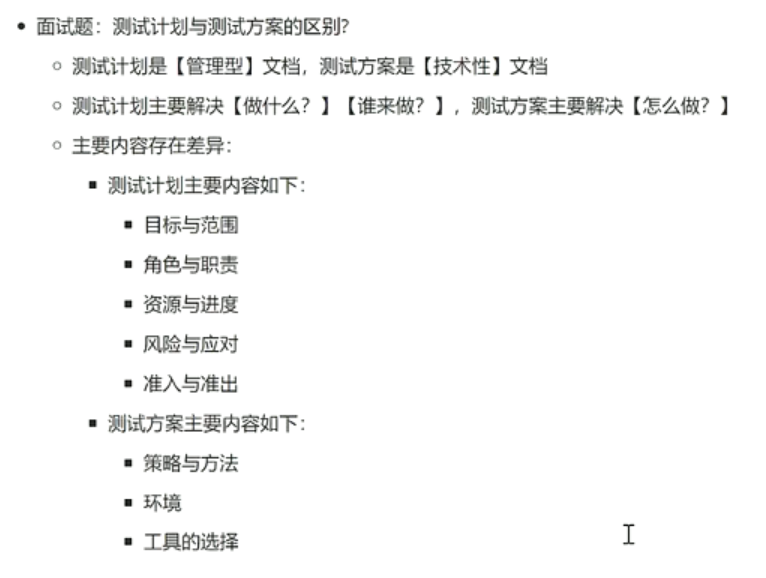 面试题：测试计划与测试方案的区别?
测试计划是【管理型】文档，测试方案是【技术性】文档
测试计划主要解决【做什么？】【谁来做？】，测试方案主要解决【怎么做？】
主要内容存在差异：
测试计划主要内容如下：
目标与范围
角色与职责
资源与进度
风险与应对
准入与准出
测试方案主要内容如下：
策略与方法
环境
工具的选择